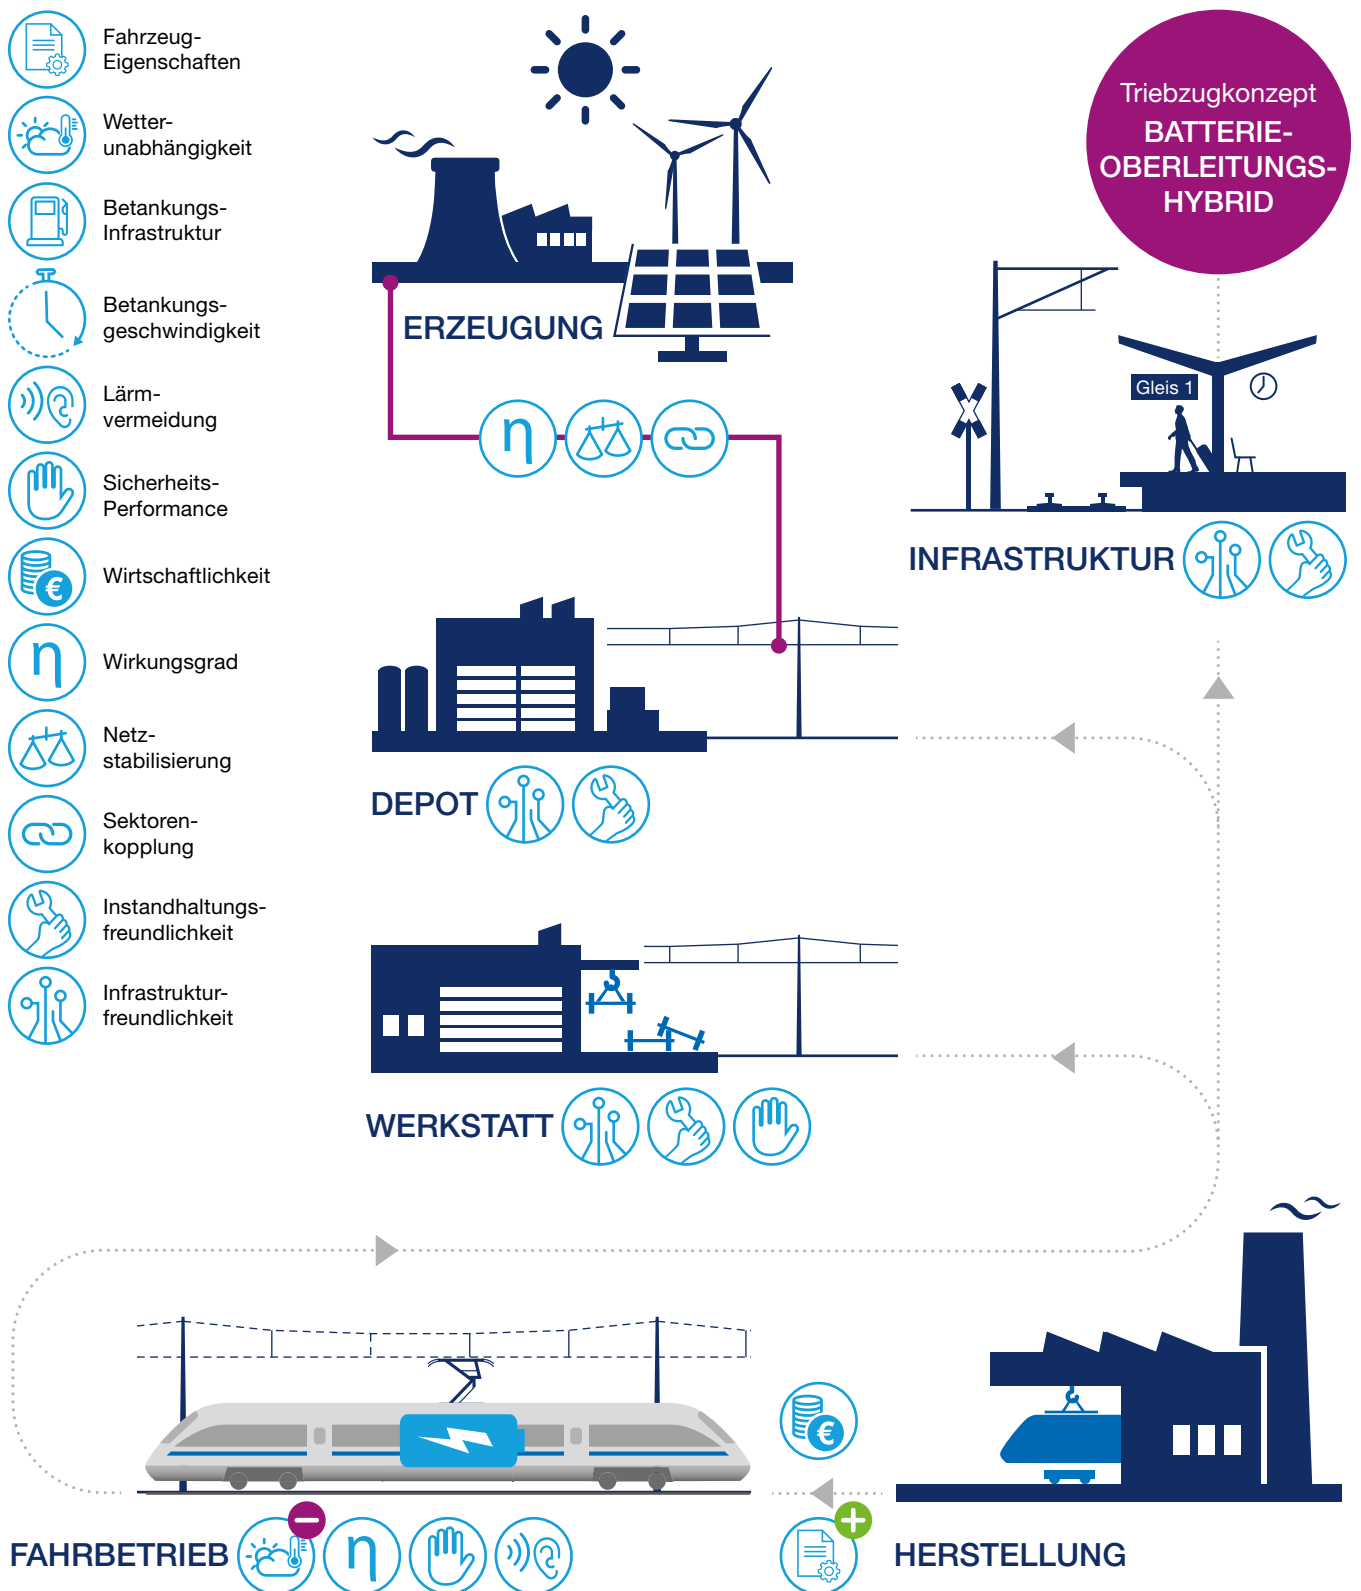 Fahrzeug-
Eigenschaften
Wetter-
unabhängigkeit
Betankungs-
Infrastruktur
Betankungs-
geschwindigkeit
Lärm-
vermeidung
Sicherheits-
Performance
€
Wirtschaftlichkeit
η
Wirkungsgrad
Netz-
stabilisierung
Sektoren-
kopplung
Instandhaltungs-
freundlichkeit
Infrastruktur-
freundlichkeit
Triebzugkonzept
BATTERIE-
OBERLEITUNGS-
HYBRID
ERZEUGUNG
η
Gleis 1
INFRASTRUKTUR
DEPOT
WERKSTATT
€
FAHRBETRIEB
η
HERSTELLUNG